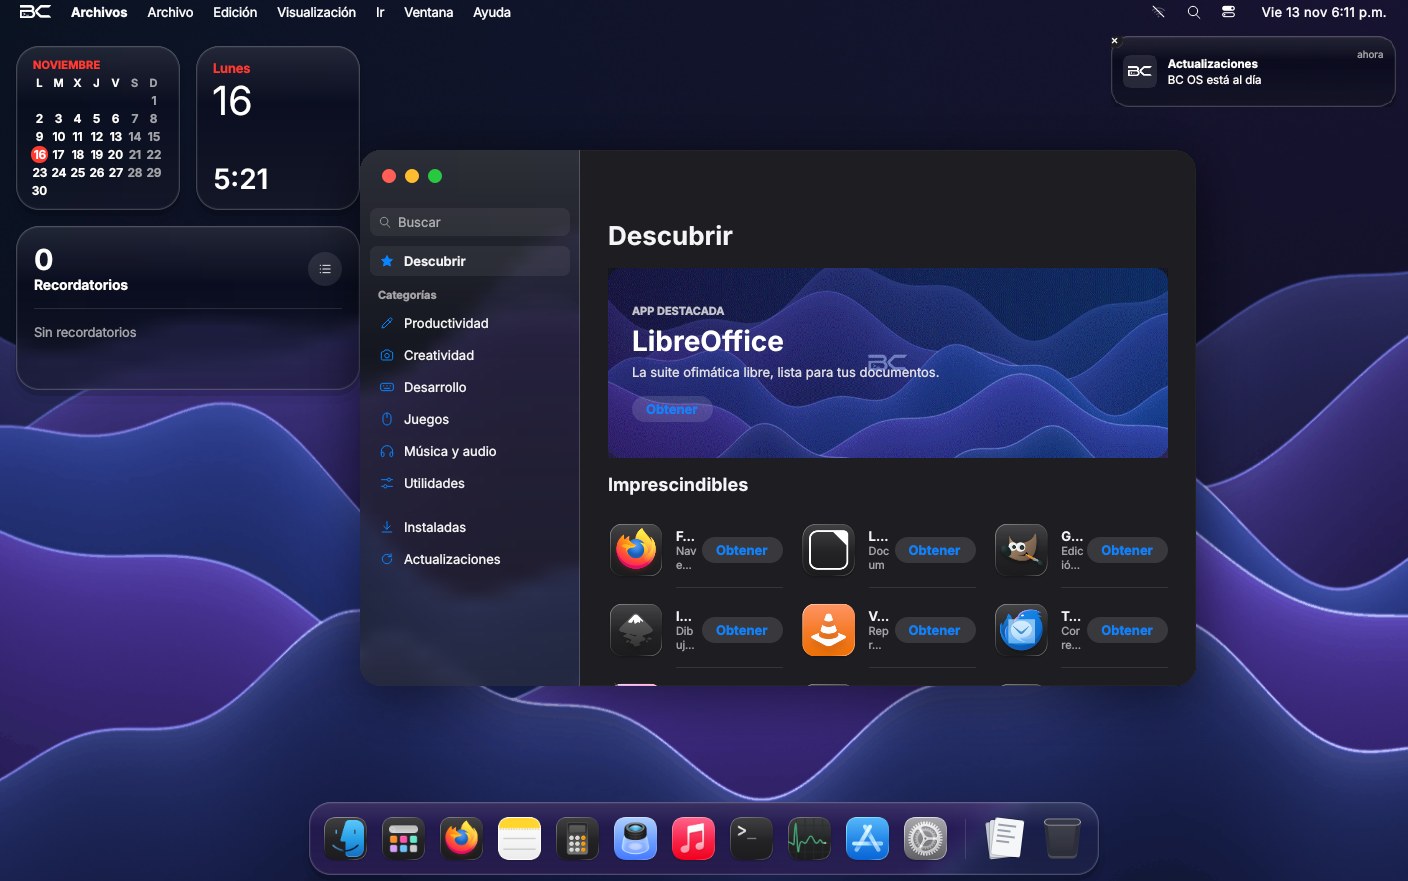 BC Archivos Archivo Edición Visualización Ir Ventana Ayuda Vie 13 nov 6:11 p.m.
NOVIEMBRE
L M X J V S D
1
2 3 4 5 6 7 8
9 10 11 12 13 14 15
16 17 18 19 20 21 22
23 24 25 26 27 28 29
30
Lunes
16
5:21
BC
Actualizaciones
ahora
BC OS está al día
0
Recordatorios
Sin recordatorios
Buscar
Descubrir
Categorías
Productividad
Creatividad
Desarrollo
Juegos
Música y audio
Utilidades
Instaladas
Actualizaciones
Descubrir
APP DESTACADA
LibreOffice
BC
La suite ofimática libre, lista para tus documentos.
Obtener
Imprescindibles
F...
Nav
e...
Obtener
L...
Doc
um
Obtener
G...
Edic
ió...
Obtener
I...
Dib
uj...
Obtener
V...
Rep
r...
Obtener
T...
Cor
re...
Obtener
>_